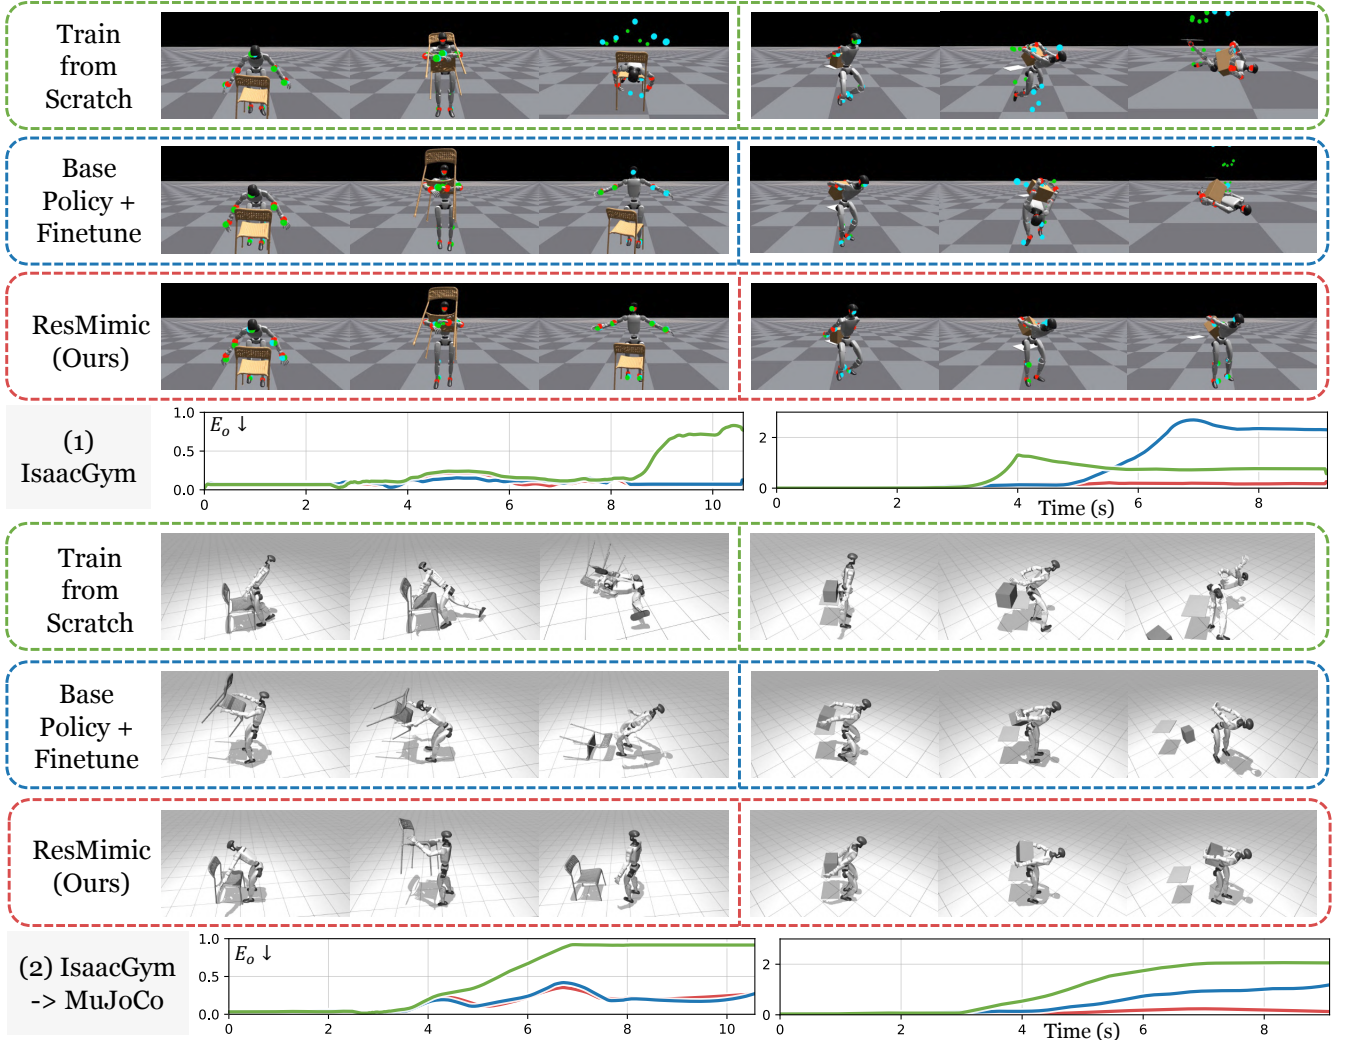 Train
from
Scratch
Base
Policy +
Finetune
ResMimic
(Ours)
(1)
IsaacGym
1.0
0.5
0.0
E_o ↓
0 2 4 6 8 10
2
0
0 2 4 6 8
Time (s)
Train
from
Scratch
Base
Policy +
Finetune
ResMimic
(Ours)
(2) IsaacGym
-> MuJoCo
1.0
0.5
0.0
E_o ↓
0 2 4 6 8 10
2
0
0 2 4 6 8
Time (s)